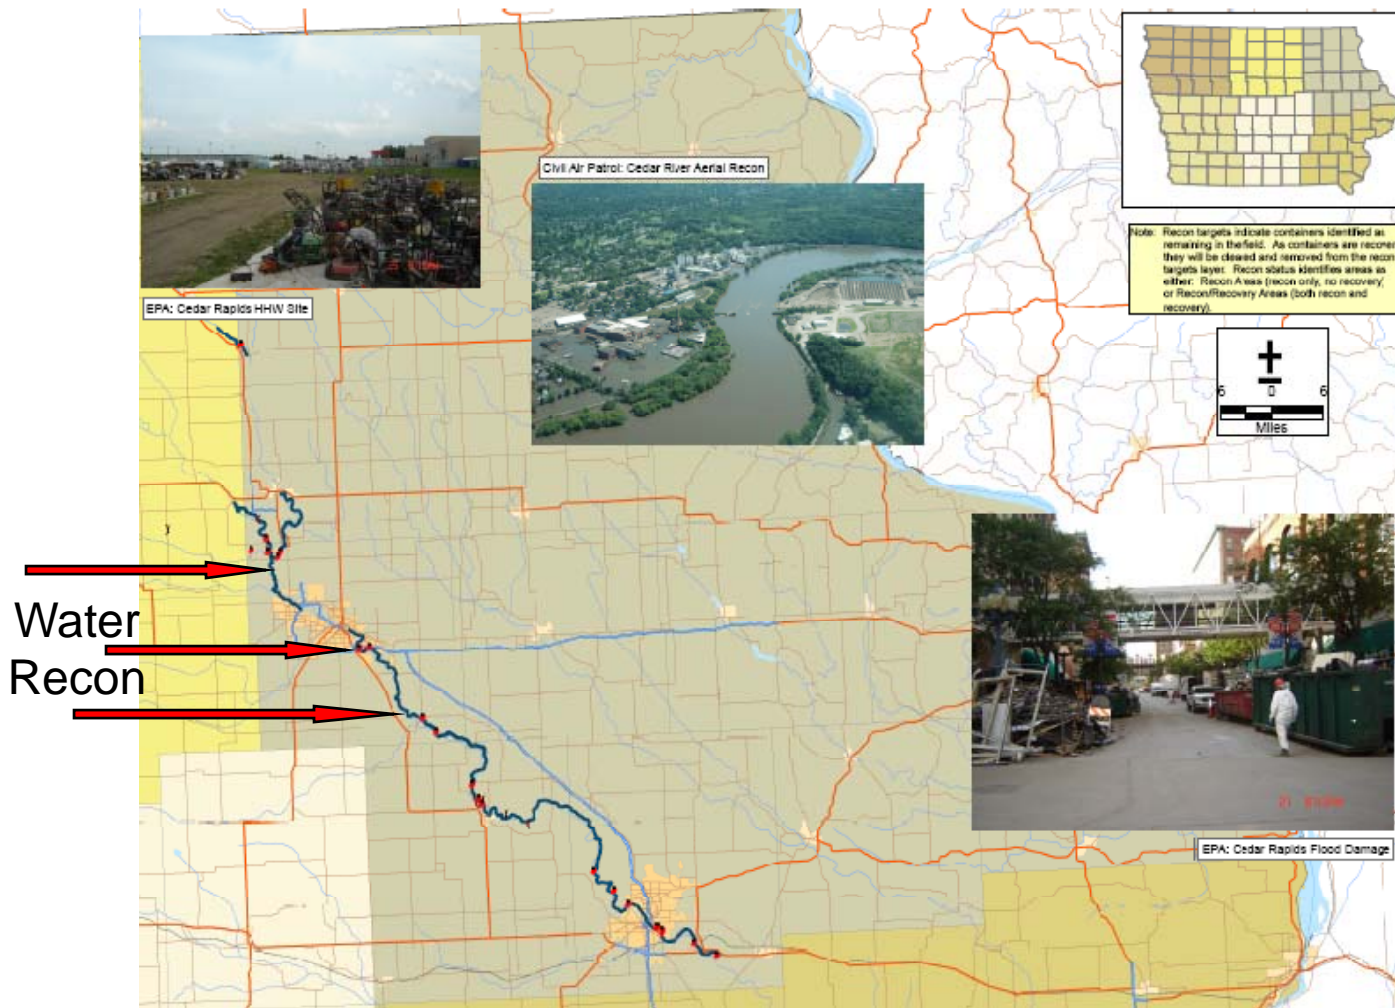 Civil Air Patrol: Cedar River Aerial Recon
EPA: Cedar Rapids HHW Site
Note: Recon targets indicate containers identified as
remaining in the field. As containers are recovere
they will be cleared and removed from the recon
targets layer. Recon status identifies areas as
either: Recon Areas (recon only, no recovery)
or Recon/Recovery Areas (both recon and
recovery).
6 0 6
Miles
Water
Recon
EPA: Cedar Rapids Flood Damage